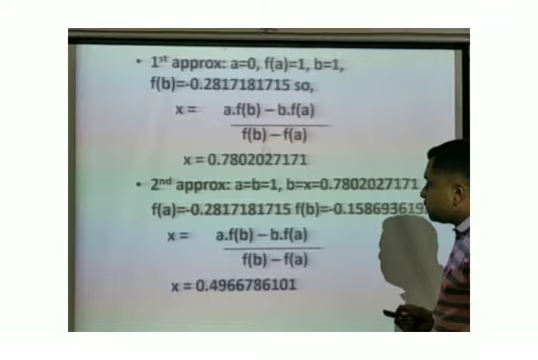 • 1st approx: a=0, f(a)=1, b=1,
f(b)=-0.2817181715 so,
x = a.f(b) – b.f(a)
f(b) – f(a)
x = 0.7802027171
• 2nd approx: a=b=1, b=x=0.7802027171
f(a)=-0.2817181715 f(b)=-0.158693619
x = a.f(b) – b.f(a)
f(b) – f(a)
x = 0.4966786101